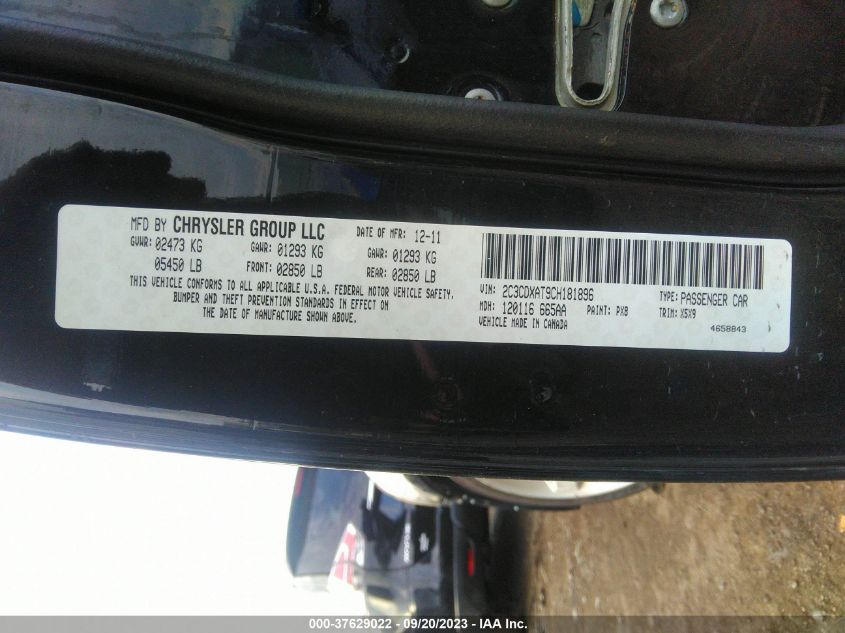 MFD BY CHRYSLER GROUP LLC
DATE OF MFR: 12-11
GVWR: 02473 KG
GAWR: 01293 KG
GAWR: 01293 KG
05450 LB
FRONT: 02850 LB
REAR: 02850 LB
THIS VEHICLE CONFORMS TO ALL APPLICABLE U.S.A. FEDERAL MOTOR VEHICLE SAFETY,
BUMPER AND THEFT PREVENTION STANDARDS IN EFFECT ON
THE DATE OF MANUFACTURE SHOWN ABOVE.
VIN: 2C3CDXAT9CH181896
TYPE: PASSENGER CAR
MDH: 120116 665AA
PAINT: PX8
TRIM: X5X9
VEHICLE MADE IN CANADA
4658843
000-37629022 - 09/20/2023 - IAA Inc.